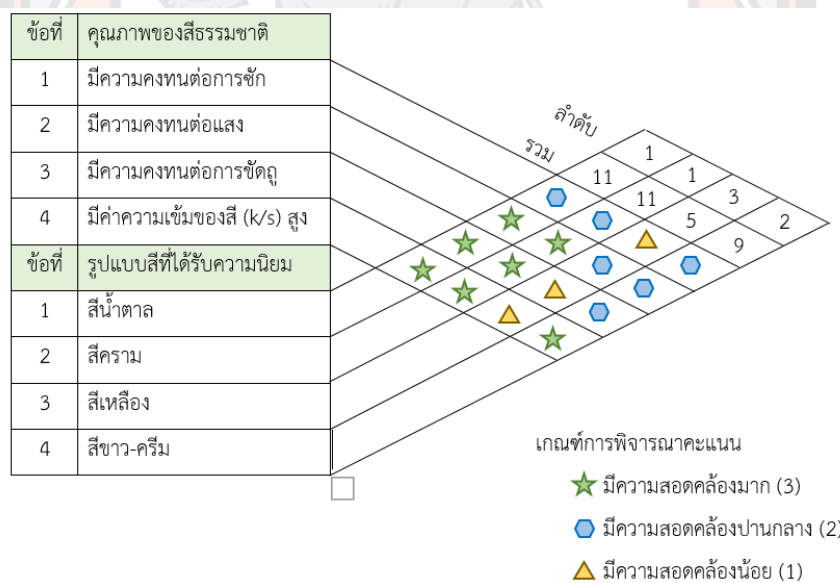 ข้อที่ คุณภาพของสีธรรมชาติ
1 มีความคงทนต่อการซัก
2 มีความคงทนต่อแสง
3 มีความคงทนต่อการขัดถู
4 มีค่าความเข้มของสี (k/s) สูง
ข้อที่ รูปแบบสีที่ได้รับความนิยม
1 สีน้ำตาล
2 สีคราม
3 สีเหลือง
4 สีขาว-ครีม
ลำดับ
รวม
11 1
11 1
5 3
9 2
เกณฑ์การพิจารณาคะแนน
มีความสอดคล้องมาก (3)
มีความสอดคล้องปานกลาง (2)
มีความสอดคล้องน้อย (1)